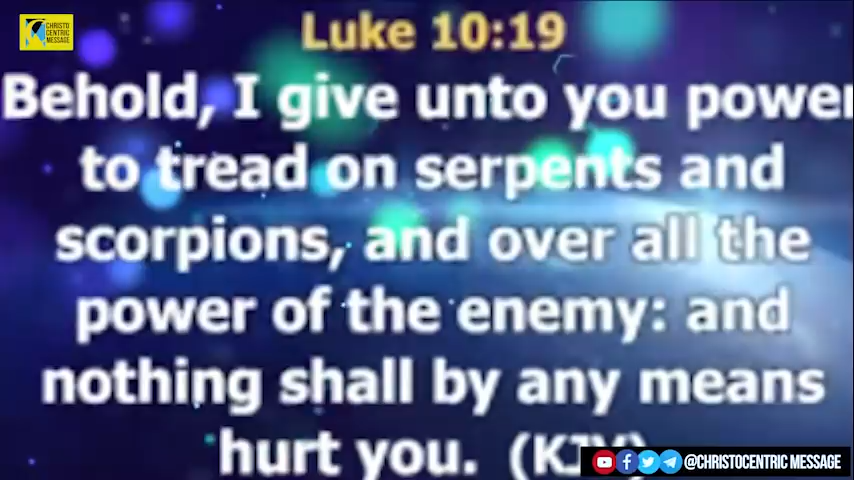 CHRISTO
CENTRIC
MESSAGE
Luke 10:19
Behold, I give unto you power
to tread on serpents and
scorpions, and over all the
power of the enemy: and
nothing shall by any means
hurt you. (KJV)
@CHRISTOCENTRIC MESSAGE